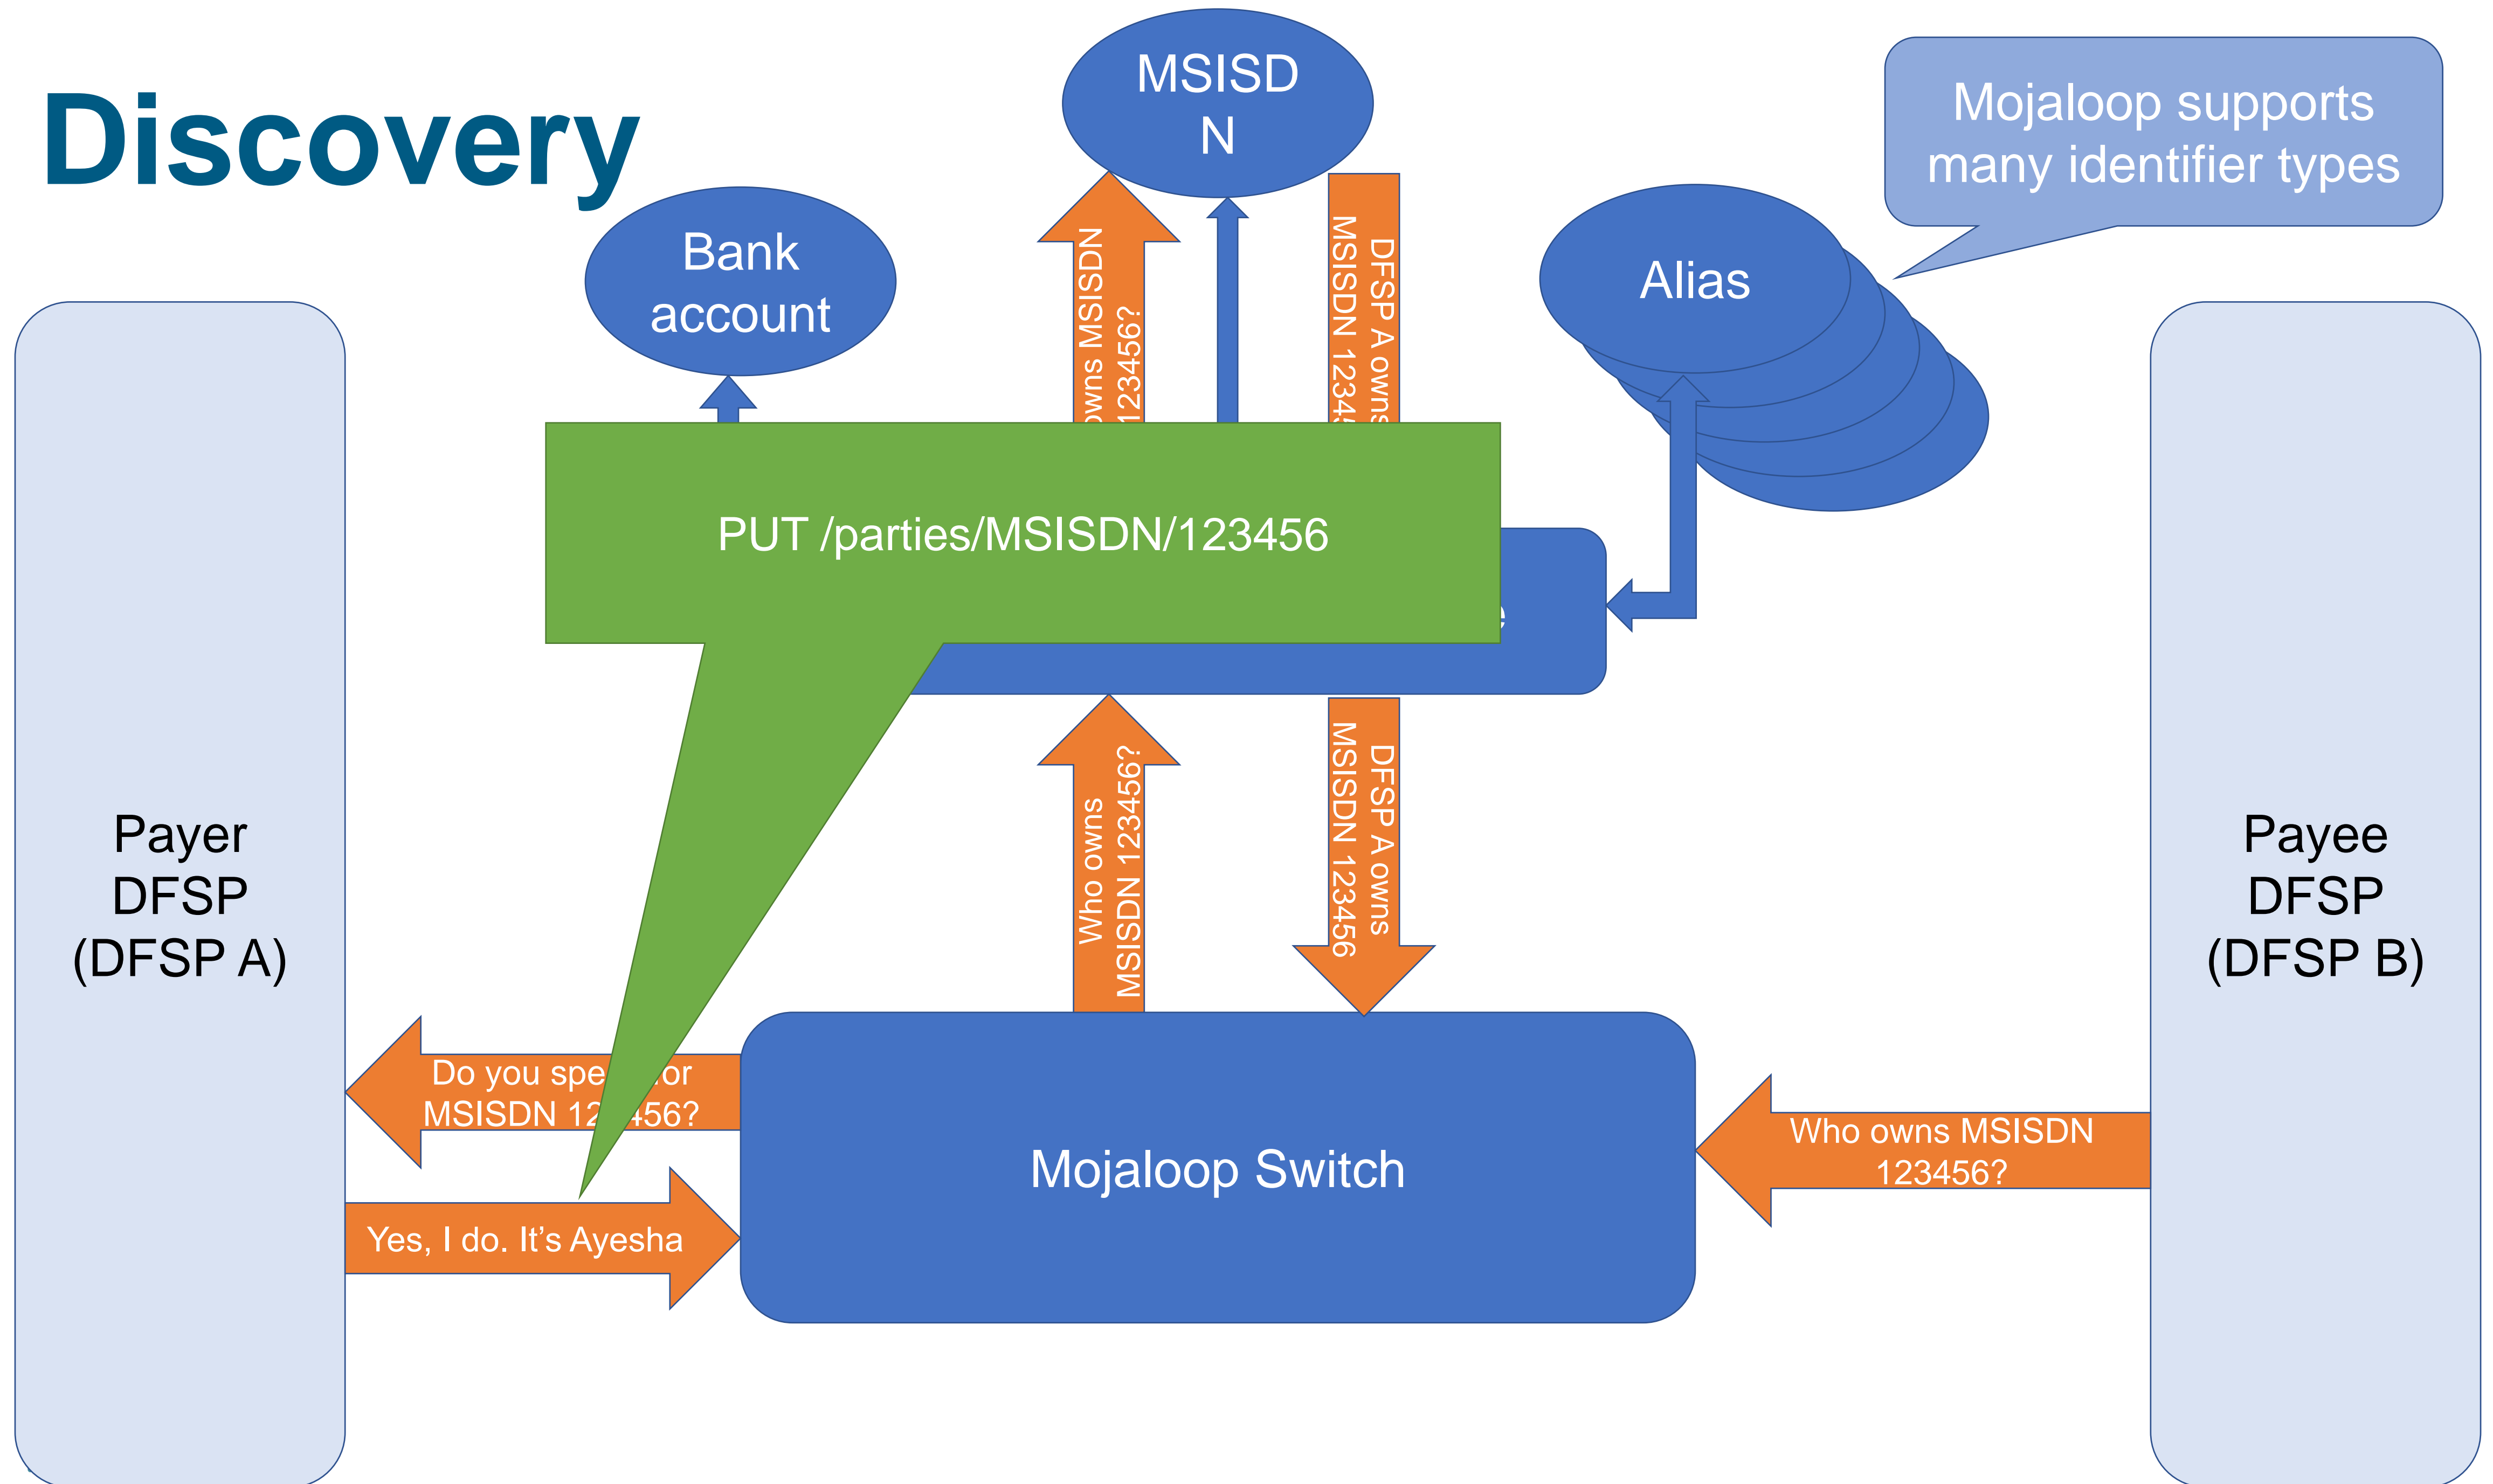 Discovery
MSISD
N
Mojaloop supports
many identifier types
Bank
account
Alias
owns MSISDN
123456?
DFSP A owns
MSISDN
PUT /parties/MSISDN/123456
Who owns
MSISDN 123456?
DFSP A owns
MSISDN 123456
Payer
DFSP
(DFSP A)
Payee
DFSP
(DFSP B)
Do you
MSISDN
Mojaloop Switch
Who owns MSISDN
123456?
Yes, I do. It’s Ayesha